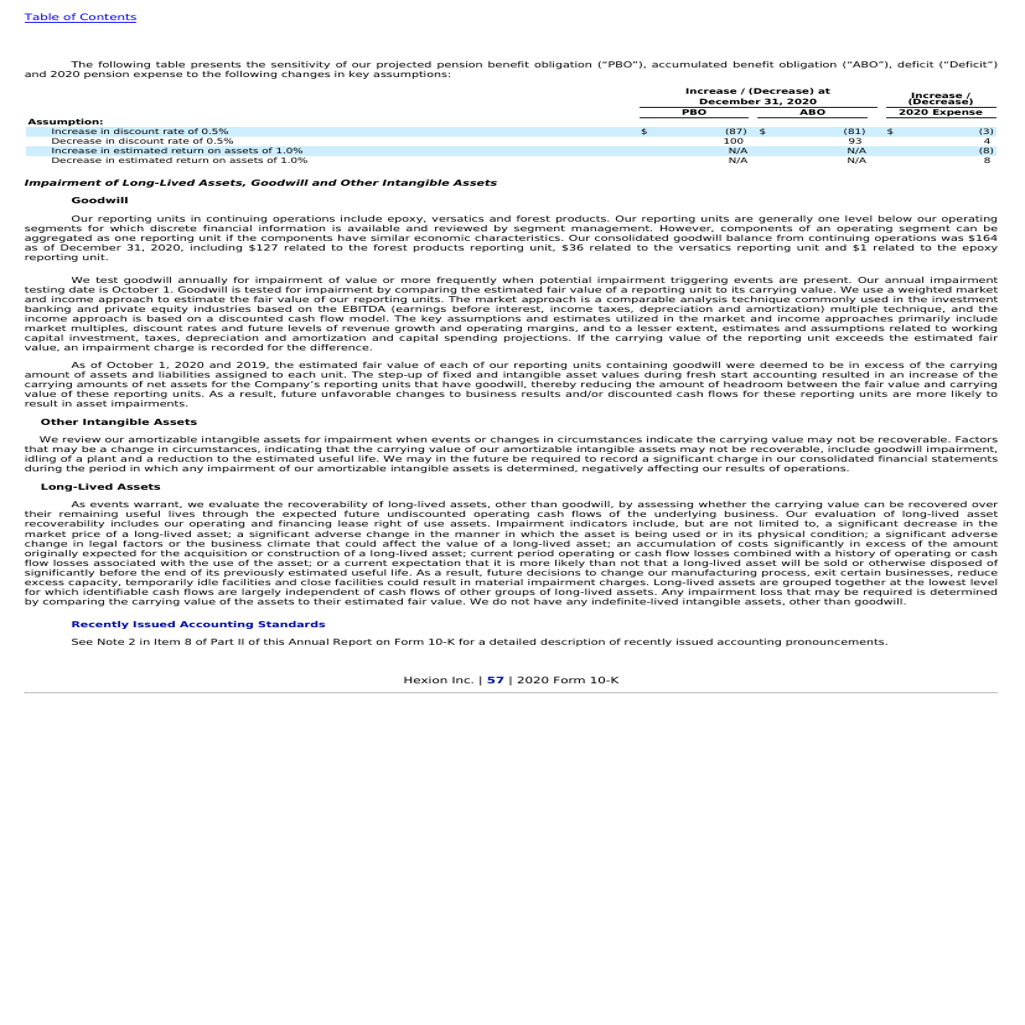 Table of Contents
The following table presents the sensitivity of our projected pension benefit obligation (“PBO”), accumulated benefit obligation (“ABO”), deficit (“Deficit”)
and 2020 pension expense to the following changes in key assumptions:
Increase / (Decrease) at
December 31, 2020
Increase /
(Decrease)
PBO ABO 2020 Expense
Assumption:
Increase in discount rate of 0.5% $ (87) $ (81) $ (3)
Decrease in discount rate of 0.5% 100 93 4
Increase in estimated return on assets of 1.0% N/A N/A (8)
Decrease in estimated return on assets of 1.0% N/A N/A 8
Impairment of Long-Lived Assets, Goodwill and Other Intangible Assets
Goodwill
Our reporting units in continuing operations include epoxy, versatics and forest products. Our reporting units are generally one level below our operating
segments for which discrete financial information is available and reviewed by segment management. However, components of an operating segment can be
aggregated as one reporting unit if the components have similar economic characteristics. Our consolidated goodwill balance from continuing operations was $164
as of December 31, 2020, including $127 related to the forest products reporting unit, $36 related to the versatics reporting unit and $1 related to the epoxy
reporting unit.
We test goodwill annually for impairment of value or more frequently when potential impairment triggering events are present. Our annual impairment
testing date is October 1. Goodwill is tested for impairment by comparing the estimated fair value of a reporting unit to its carrying value. We use a weighted market
and income approach to estimate the fair value of our reporting units. The market approach is a comparable analysis technique commonly used in the investment
banking and private equity industries based on the EBITDA (earnings before interest, income taxes, depreciation and amortization) multiple technique, and the
income approach is based on a discounted cash flow model. The key assumptions and estimates utilized in the market and income approaches primarily include
market multiples, discount rates and future levels of revenue growth and operating margins, and to a lesser extent, estimates and assumptions related to working
capital investment, taxes, depreciation and amortization and capital spending projections. If the carrying value of the reporting unit exceeds the estimated fair
value, an impairment charge is recorded for the difference.
As of October 1, 2020 and 2019, the estimated fair value of each of our reporting units containing goodwill were deemed to be in excess of the carrying
amount of assets and liabilities assigned to each unit. The step-up of fixed and intangible asset values during fresh start accounting resulted in an increase of the
carrying amounts of net assets for the Company’s reporting units that have goodwill, thereby reducing the amount of headroom between the fair value and carrying
value of these reporting units. As a result, future unfavorable changes to business results and/or discounted cash flows for these reporting units are more likely to
result in asset impairments.
Other Intangible Assets
We review our amortizable intangible assets for impairment when events or changes in circumstances indicate the carrying value may not be recoverable. Factors
that may be a change in circumstances, indicating that the carrying value of our amortizable intangible assets may not be recoverable, include goodwill impairment,
idling of a plant and a reduction to the estimated useful life. We may in the future be required to record a significant charge in our consolidated financial statements
during the period in which any impairment of our amortizable intangible assets is determined, negatively affecting our results of operations.
Long-Lived Assets
As events warrant, we evaluate the recoverability of long-lived assets, other than goodwill, by assessing whether the carrying value can be recovered over
their remaining useful lives through the expected future undiscounted operating cash flows of the underlying business. Our evaluation of long-lived asset
recoverability includes our operating and financing lease right of use assets. Impairment indicators include, but are not limited to, a significant decrease in the
market price of a long-lived asset; a significant adverse change in the manner in which the asset is being used or in its physical condition; a significant adverse
change in legal factors or the business climate that could affect the value of a long-lived asset; an accumulation of costs significantly in excess of the amount
originally expected for the acquisition or construction of a long-lived asset; current period operating or cash flow losses combined with a history of operating or cash
flow losses associated with the use of the asset; or a current expectation that it is more likely than not that a long-lived asset will be sold or otherwise disposed of
significantly before the end of its previously estimated useful life. As a result, future decisions to change our manufacturing process, exit certain businesses, reduce
excess capacity, temporarily idle facilities and close facilities could result in material impairment charges. Long-lived assets are grouped together at the lowest level
for which identifiable cash flows are largely independent of cash flows of other groups of long-lived assets. Any impairment loss that may be required is determined
by comparing the carrying value of the assets to their estimated fair value. We do not have any indefinite-lived intangible assets, other than goodwill.
Recently Issued Accounting Standards
See Note 2 in Item 8 of Part II of this Annual Report on Form 10-K for a detailed description of recently issued accounting pronouncements.
Hexion Inc. | 57 | 2020 Form 10-K